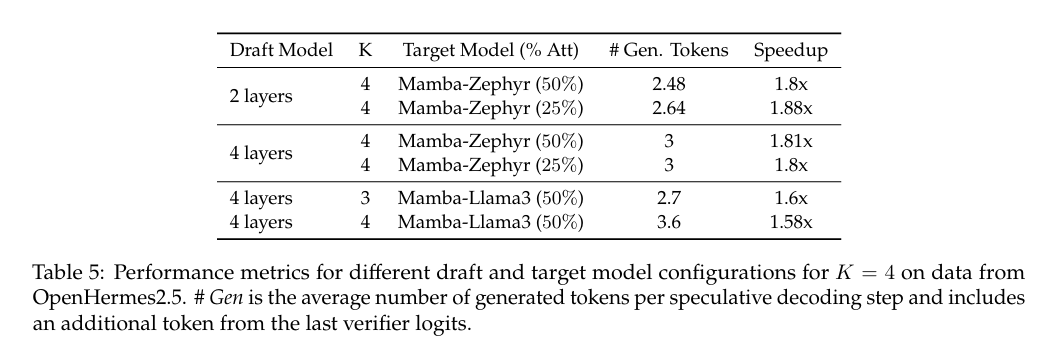 Draft Model K Target Model (% Att) # Gen. Tokens Speedup
2 layers 4 Mamba-Zephyr (50%) 2.48 1.8x
4 Mamba-Zephyr (25%) 2.64 1.88x
4 layers 4 Mamba-Zephyr (50%) 3 1.81x
4 Mamba-Zephyr (25%) 3 1.8x
4 layers 3 Mamba-Llama3 (50%) 2.7 1.6x
4 layers 4 Mamba-Llama3 (50%) 3.6 1.58x
Table 5: Performance metrics for different draft and target model configurations for K = 4 on data from
OpenHermes2.5. # Gen is the average number of generated tokens per speculative decoding step and includes
an additional token from the last verifier logits.